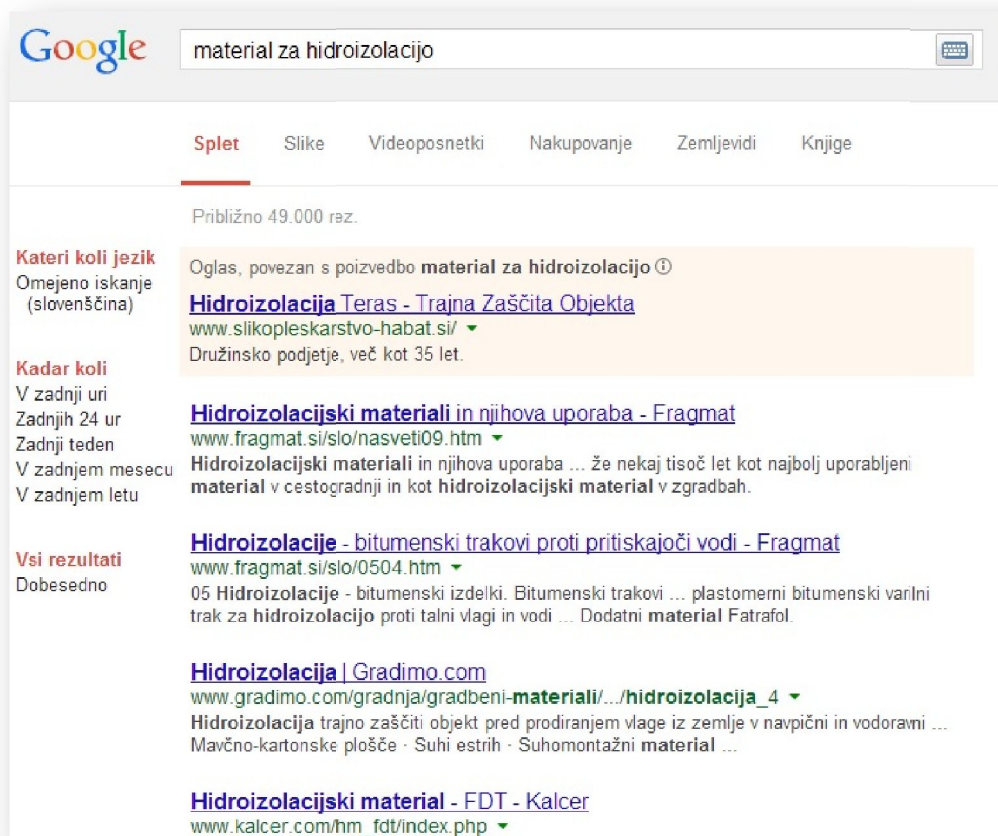 Google
material za hidroizolacijo
Splet Slike Videoposnetki Nakupovanje Zemljevidi Knjige
Približno 49.000 rez.
Kateri koli jezik
Omejeno iskanje
(slovenščina)
Kadar koli
V zadnji uri
Zadnjih 24 ur
Zadnji teden
V zadnjem mesecu
V zadnjem letu
Vsi rezultati
Dobesedno
Oglas, povezan s poizvedbo material za hidroizolacijo
Hidroizolacija Teras - Trajna Zaščita Objekta
www.slikopleskarstvo-habat.si/
Družinsko podjetje, več kot 35 let.
Hidroizolacijski materiali in njihova uporaba - Fragmat
www.fragmat.si/slo/nasveti09.htm
Hidroizolacijski materiali in njihova uporaba ... že nekaj tisoč let kot najbolj uporabljeni
material v cestogradnji in kot hidroizolacijski material v zgradbah.
Hidroizolacije - bitumenski trakovi proti pritiskajoči vodi - Fragmat
www.fragmat.si/slo/0504.htm
05 Hidroizolacije - bitumenski izdelki. Bitumenski trakovi ... plastomerni bitumenski varilni
trak za hidroizolacijo proti talni vlagi in vodi ... Dodatni material Fatrafol.
Hidroizolacija | Gradimo.com
www.gradimo.com/gradnja/gradbeni-materiali/.../hidroizolacija_4
Hidroizolacija trajno zaščiti objekt pred prodiranjem vlage iz zemlje v navpični in vodoravni ...
Mavčno-kartonske plošče · Suhi estrih · Suhomontažni material ...
Hidroizolacijski material - FDT - Kalcer
www.kalcer.com/hm_fdt/index.php